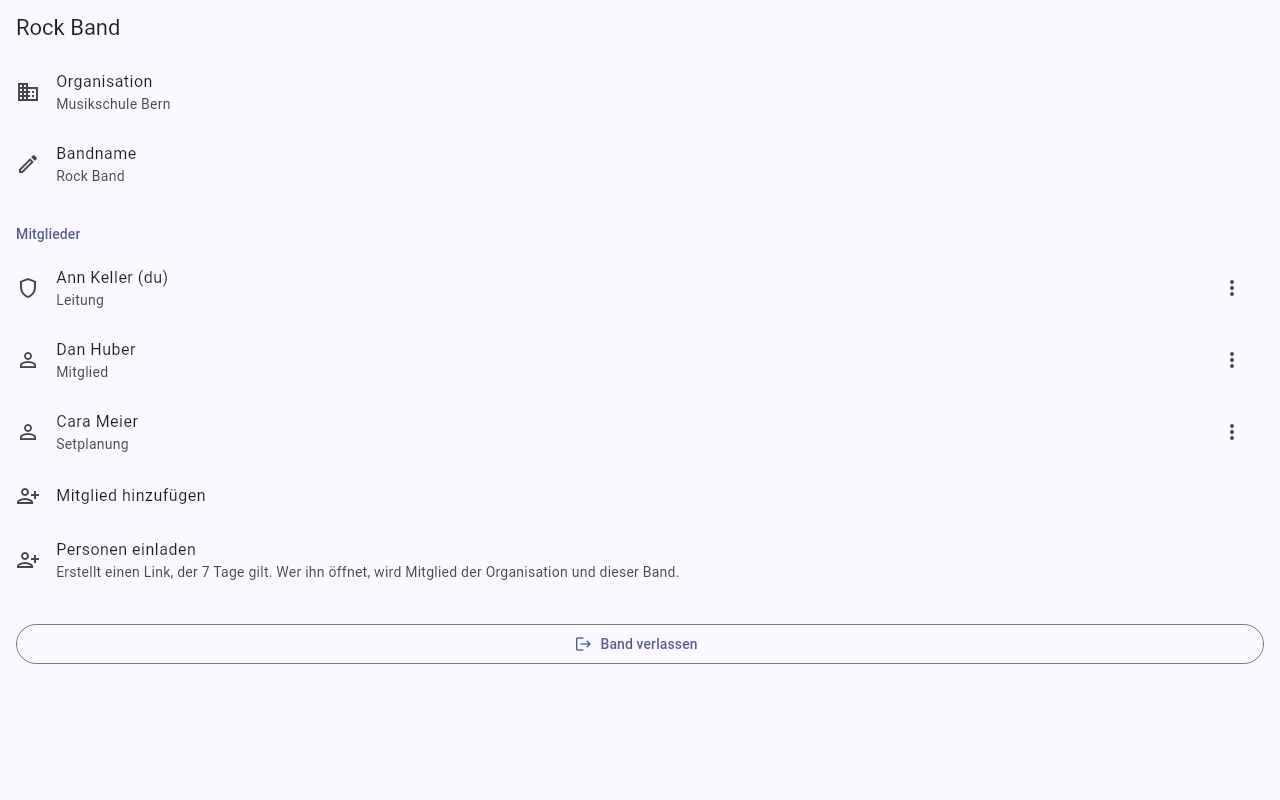 Rock Band
Organisation
Musikschule Bern
Bandname
Rock Band
Mitglieder
Ann Keller (du)
Leitung
Dan Huber
Mitglied
Cara Meier
Setplanung
Mitglied hinzufügen
Personen einladen
Erstellt einen Link, der 7 Tage gilt. Wer ihn öffnet, wird Mitglied der Organisation und dieser Band.
Band verlassen